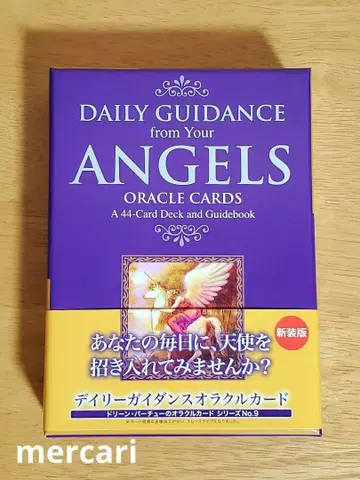 DAILY GUIDANCE
from Your
ANGELS
ORACLE CARDS
A 44-Card Deck and Guidebook
新装版
あなたの毎日に、天使を
招き入れてみませんか?
デイリーガイダンスオラクルカード
ドリーン・バーチューのオラクルカード シリーズNo.9
mercari